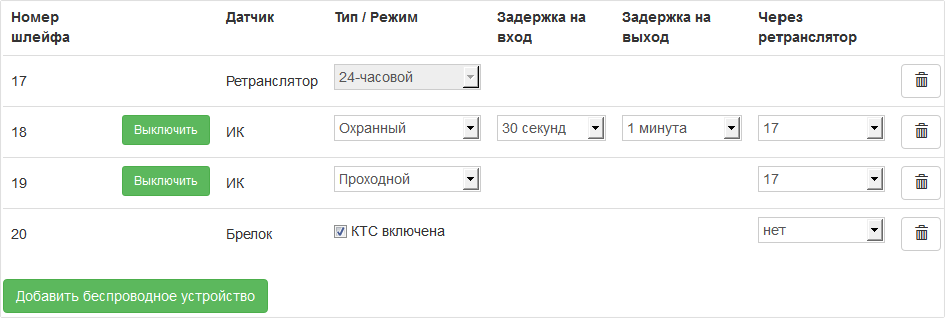 Номер шлейфа Датчик Тип / Режим Задержка на вход Задержка на выход Через ретранслятор
17 Ретранслятор 24-часовой
18 Выключить ИК Охранный 30 секунд 1 минута 17
19 Выключить ИК Проходной 17
20 Брелок КТС включена нет
Добавить беспроводное устройство